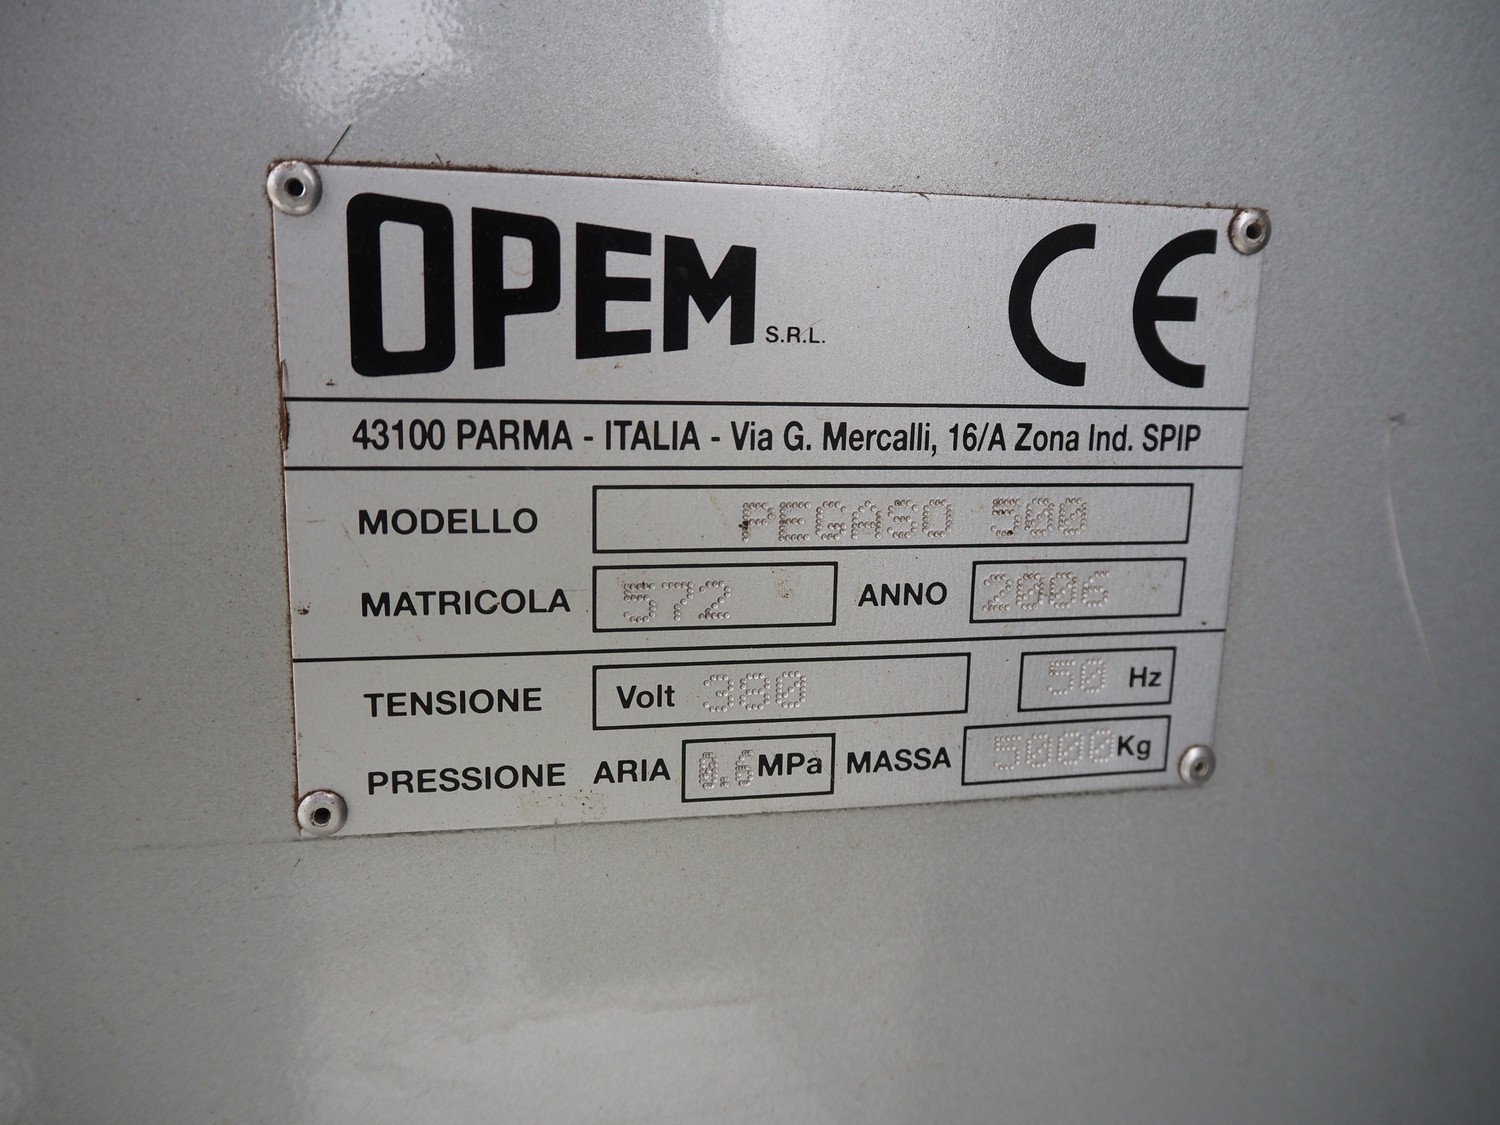 OPEM S.R.L. CE
43100 PARMA - ITALIA - Via G. Mercalli, 16/A Zona Ind. SPIP
MODELLO PEGASO 500
MATRICOLA 572 ANNO 2006
TENSIONE Volt 380 50 Hz
PRESSIONE ARIA 0.6 MPa MASSA 5000 Kg